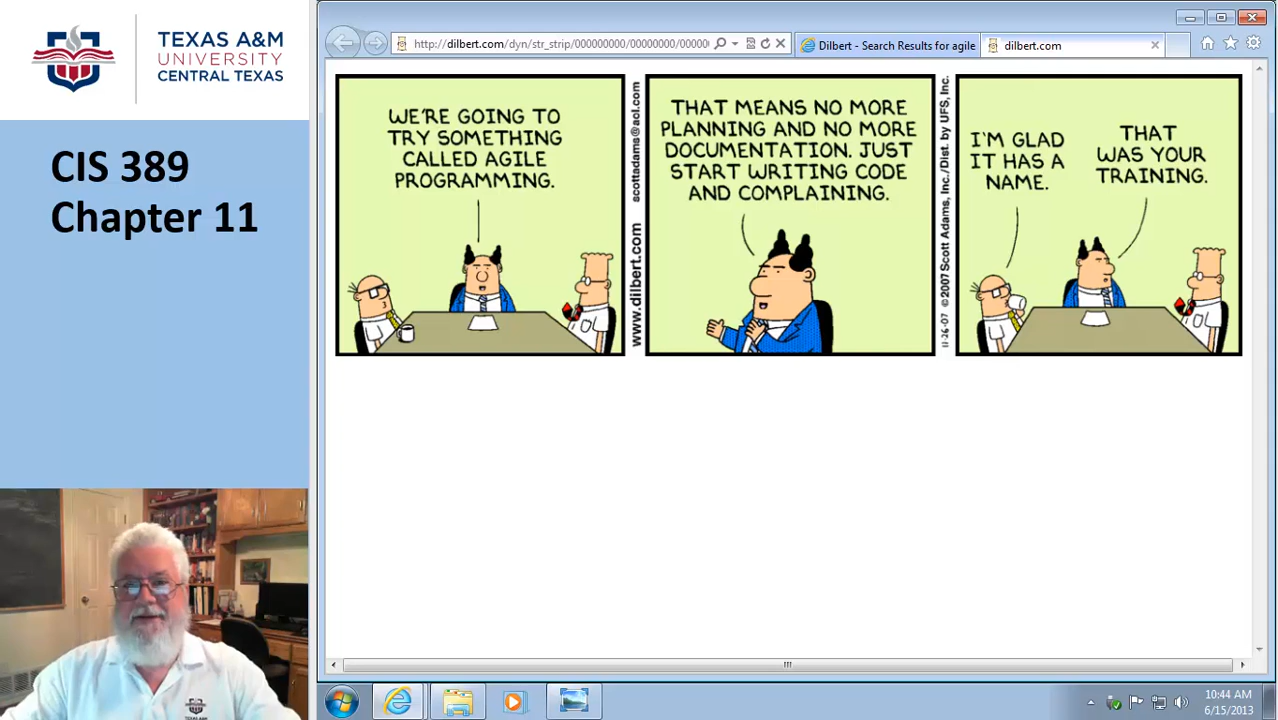 TEXAS A&M
UNIVERSITY
CENTRAL TEXAS
CIS 389
Chapter 11
http://dilbert.com/dyn/str_strip/000000000/00000000/00000
Dilbert - Search Results for agile
dilbert.com
WE'RE GOING TO
TRY SOMETHING
CALLED AGILE
PROGRAMMING.
www.dilbert.com
scottadams@aol.com
THAT MEANS NO MORE
PLANNING AND NO MORE
DOCUMENTATION. JUST
START WRITING CODE
AND COMPLAINING.
11-26-07 © 2007 Scott Adams, Inc./Dist. by UFS, Inc.
I'M GLAD
IT HAS A
NAME.
THAT
WAS YOUR
TRAINING.
10:44 AM
6/15/2013